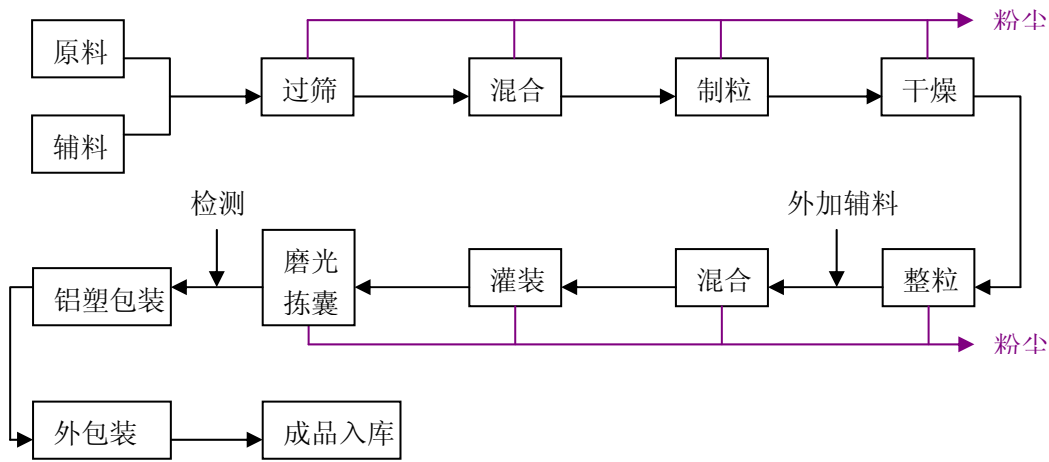 粉尘
原料
过筛
混合
制粒
干燥
辅料
检测
外加辅料
铝塑包装
磨光
拣囊
灌装
混合
整粒
粉尘
外包装
成品入库